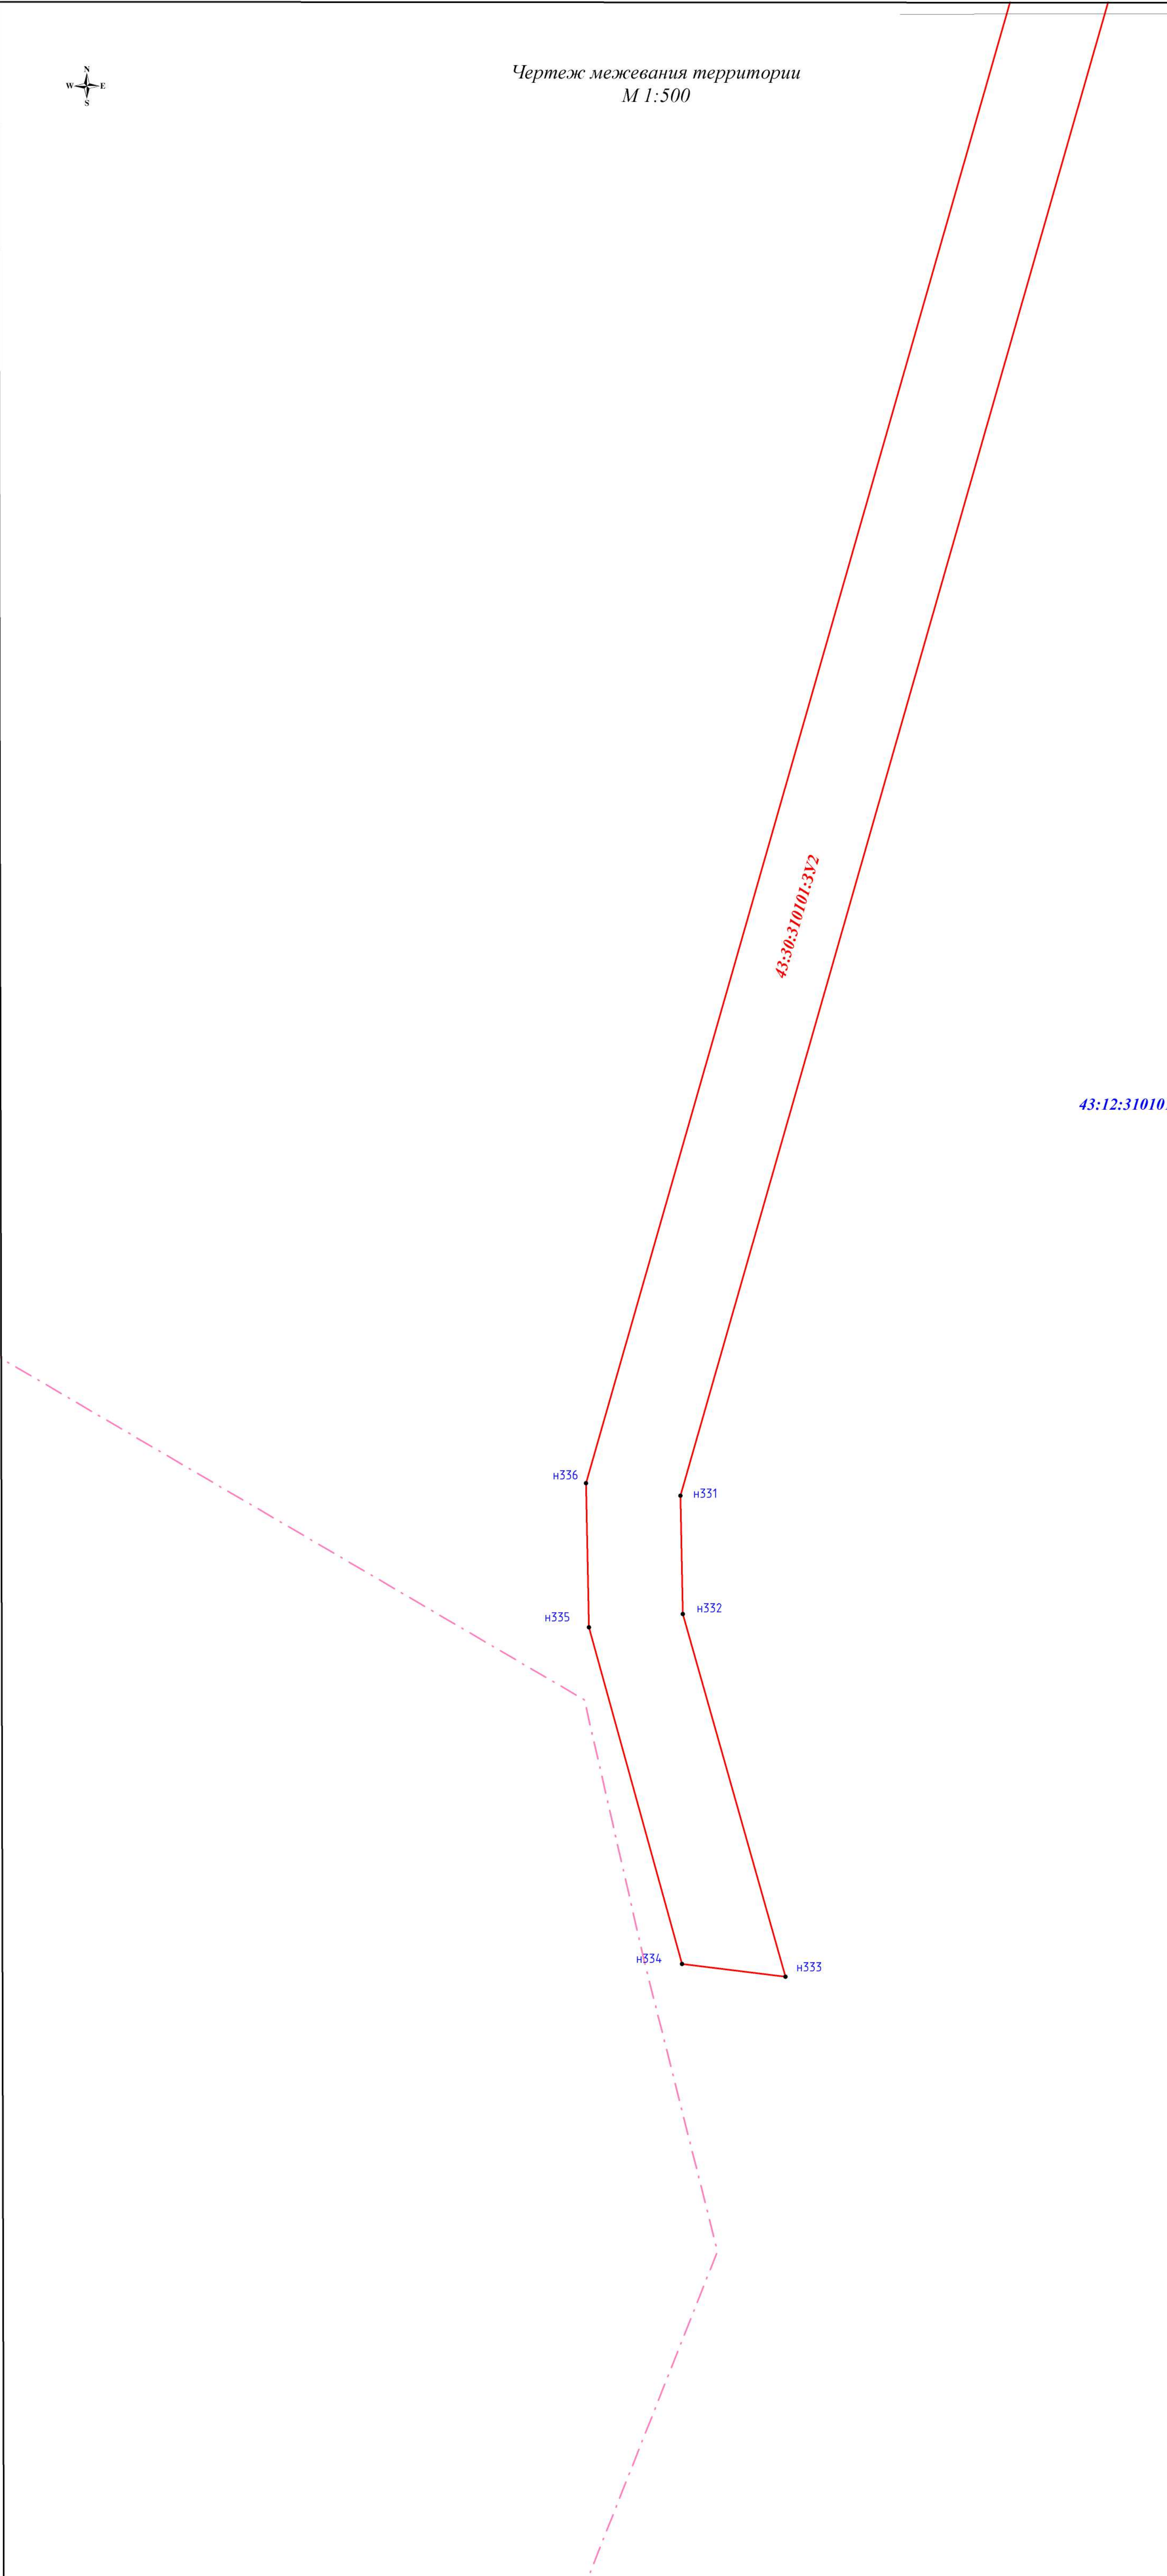 N
W E
S
Чертеж межевания территории
М 1:500
43:30:310101:ЗУ2
43:12:31010
н336
н331
н335
н332
н334
н333